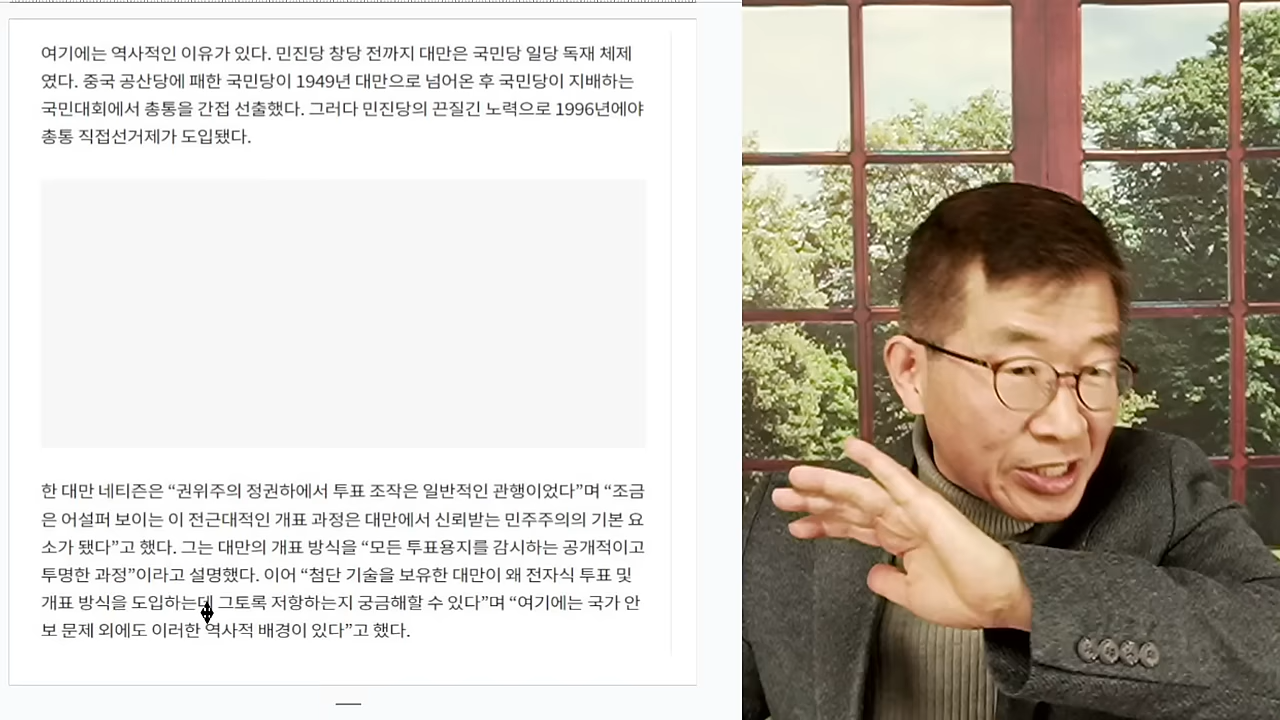 여기에는 역사적인 이유가 있다. 민진당 창당 전까지 대만은 국민당 일당 독재 체제
였다. 중국 공산당에 패한 국민당이 1949년 대만으로 넘어온 후 국민당이 지배하는
국민대회에서 총통을 간접 선출했다. 그러다 민진당의 끈질긴 노력으로 1996년에야
총통 직접선거제가 도입됐다.
한 대만 네티즌은 “권위주의 정권하에서 투표 조작은 일반적인 관행이었다”며 “조금
은 어설퍼 보이는 이 전근대적인 개표 과정은 대만에서 신뢰받는 민주주의의 기본 요
소가 됐다”고 했다. 그는 대만의 개표 방식을 “모든 투표용지를 감시하는 공개적이고
투명한 과정”이라고 설명했다. 이어 “첨단 기술을 보유한 대만이 왜 전자식 투표 및
개표 방식을 도입하는데 그토록 저항하는지 궁금해할 수 있다”며 “여기에는 국가 안
보 문제 외에도 이러한 역사적 배경이 있다”고 했다.